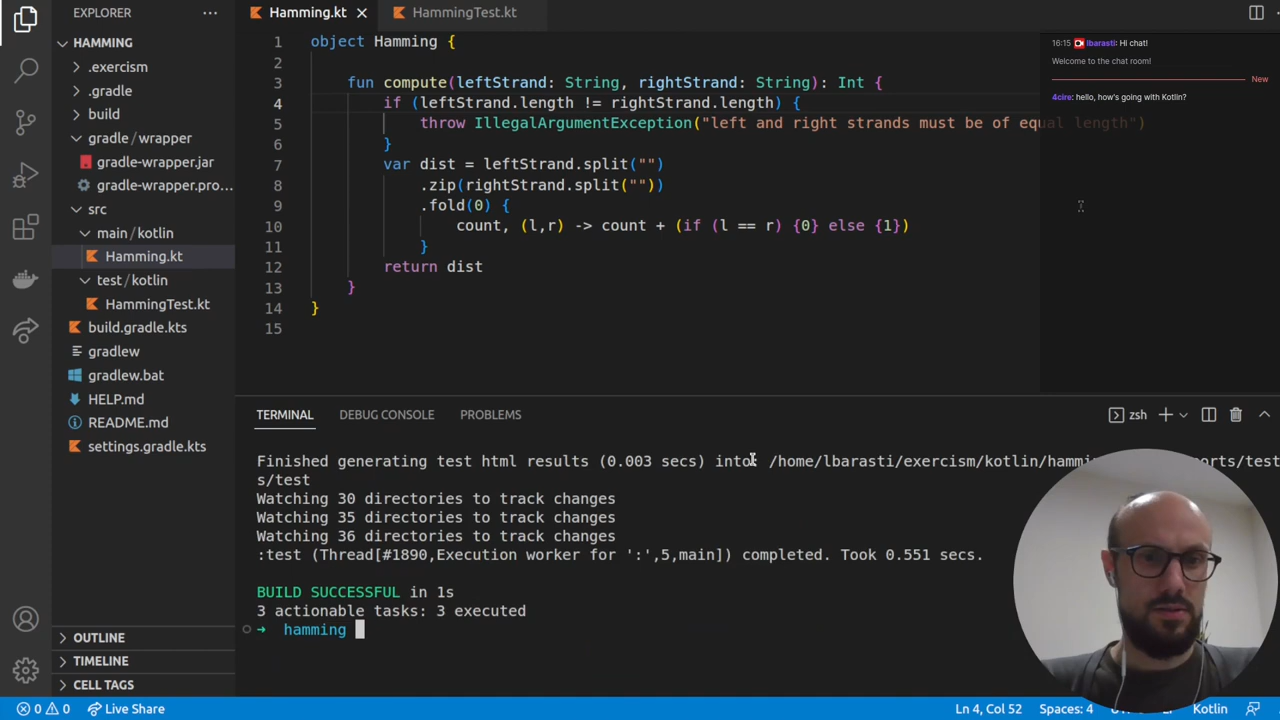 EXPLORER
HAMMING
.exercism
.gradle
build
gradle / wrapper
gradle-wrapper.jar
gradle-wrapper.pro...
src
main / kotlin
Hamming.kt
test / kotlin
HammingTest.kt
build.gradle.kts
gradlew
gradlew.bat
HELP.md
README.md
settings.gradle.kts
OUTLINE
TIMELINE
CELL TAGS
Hamming.kt
HammingTest.kt
1 object Hamming {
2
3 fun compute(leftStrand: String, rightStrand: String): Int {
4 if (leftStrand.length != rightStrand.length) {
5 throw IllegalArgumentException("left and right strands must be of equal length")
6 }
7 var dist = leftStrand.split("")
8 .zip(rightStrand.split(""))
9 .fold(0) {
10 count, (l,r) -> count + (if (l == r) {0} else {1})
11 }
12 return dist
13 }
14 }
15
16:15 lbarasti: Hi chat!
Welcome to the chat room!
New
4cire: hello, how's going with Kotlin?
TERMINAL DEBUG CONSOLE PROBLEMS
zsh
Finished generating test html results (0.003 secs) into: /home/lbarasti/exercism/kotlin/hamming
s/test
Watching 30 directories to track changes
Watching 35 directories to track changes
Watching 36 directories to track changes
:test (Thread[#1890,Execution worker for ':',5,main]) completed. Took 0.551 secs.
BUILD SUCCESSFUL in 1s
3 actionable tasks: 3 executed
➜ hamming
0 0 Live Share
Ln 4, Col 52 Spaces: 4 Kotlin